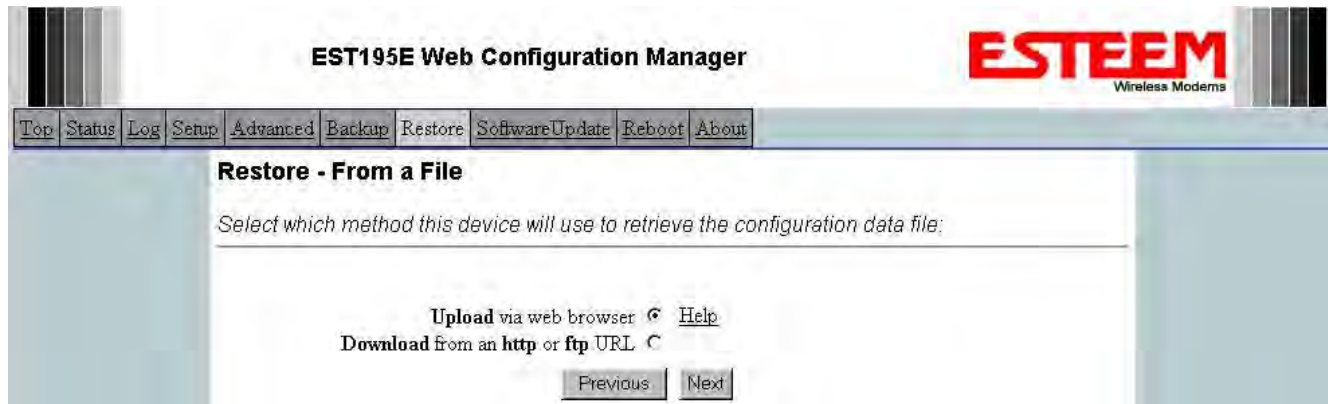 EST195E Web Configuration Manager
ESTEEM
Wireless Modems
Top Status Log Setup Advanced Backup Restore SoftwareUpdate Reboot About
Restore - From a File
Select which method this device will use to retrieve the configuration data file:
Upload via web browser Help
Download from an http or ftp URL
Previous Next